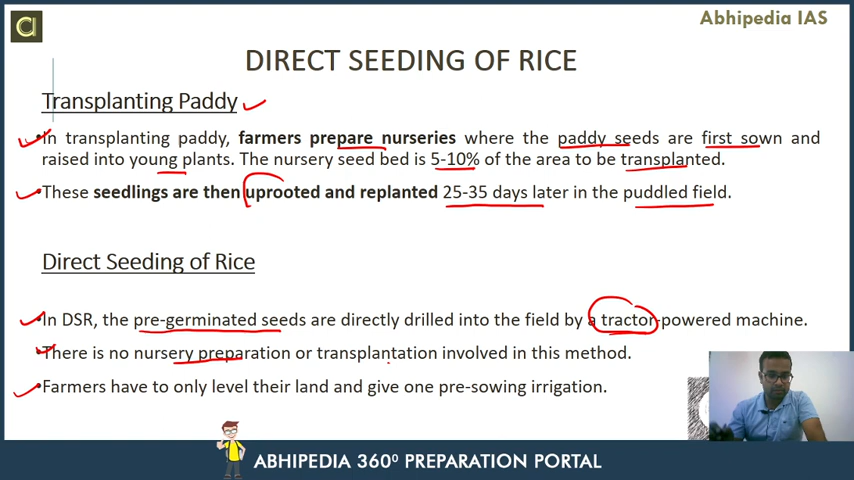 Abhipedia IAS
DIRECT SEEDING OF RICE
Transplanting Paddy
•In transplanting paddy, farmers prepare nurseries where the paddy seeds are first sown and
raised into young plants. The nursery seed bed is 5-10% of the area to be transplanted.
•These seedlings are then uprooted and replanted 25-35 days later in the puddled field.
Direct Seeding of Rice
•In DSR, the pre-germinated seeds are directly drilled into the field by a tractor-powered machine.
•There is no nursery preparation or transplantation involved in this method.
•Farmers have to only level their land and give one pre-sowing irrigation.
ABHIPEDIA 360⁰ PREPARATION PORTAL